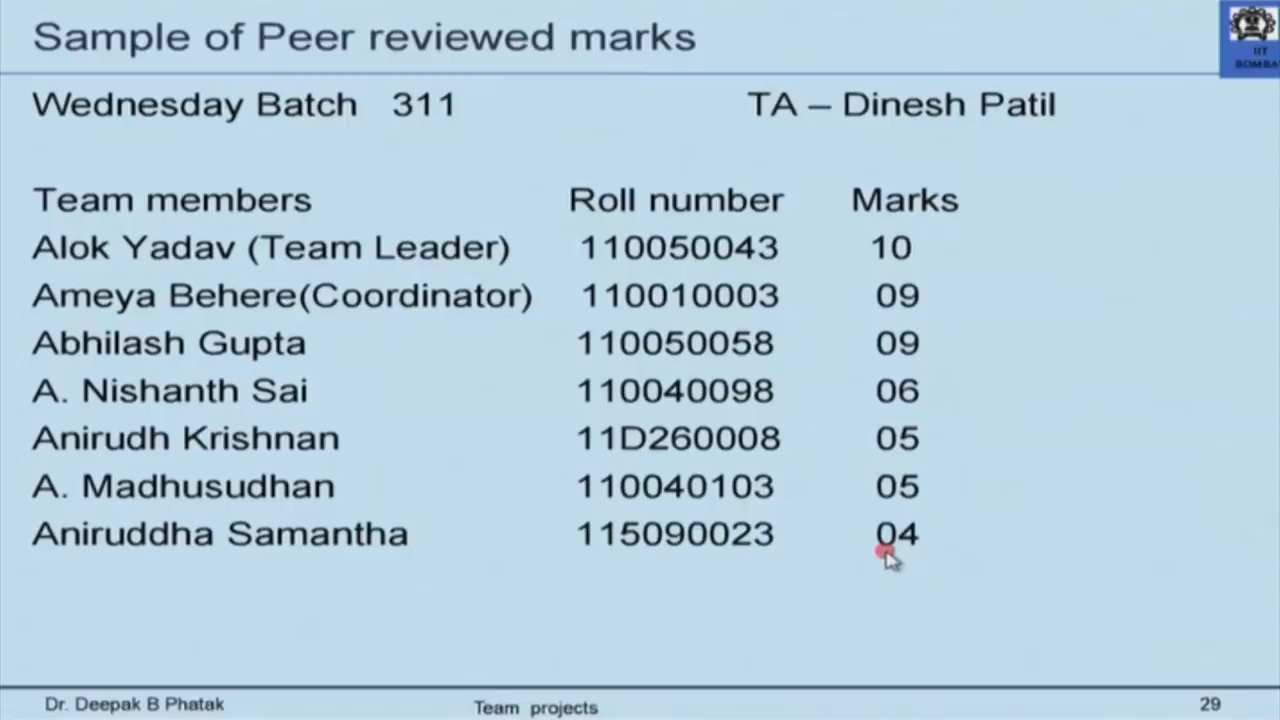 Sample of Peer reviewed marks
IIT
BOMBA
Wednesday Batch 311 TA – Dinesh Patil
Team members Roll number Marks
Alok Yadav (Team Leader) 110050043 10
Ameya Behere(Coordinator) 110010003 09
Abhilash Gupta 110050058 09
A. Nishanth Sai 110040098 06
Anirudh Krishnan 11D260008 05
A. Madhusudhan 110040103 05
Aniruddha Samantha 115090023 04
Dr. Deepak B Phatak Team projects 29